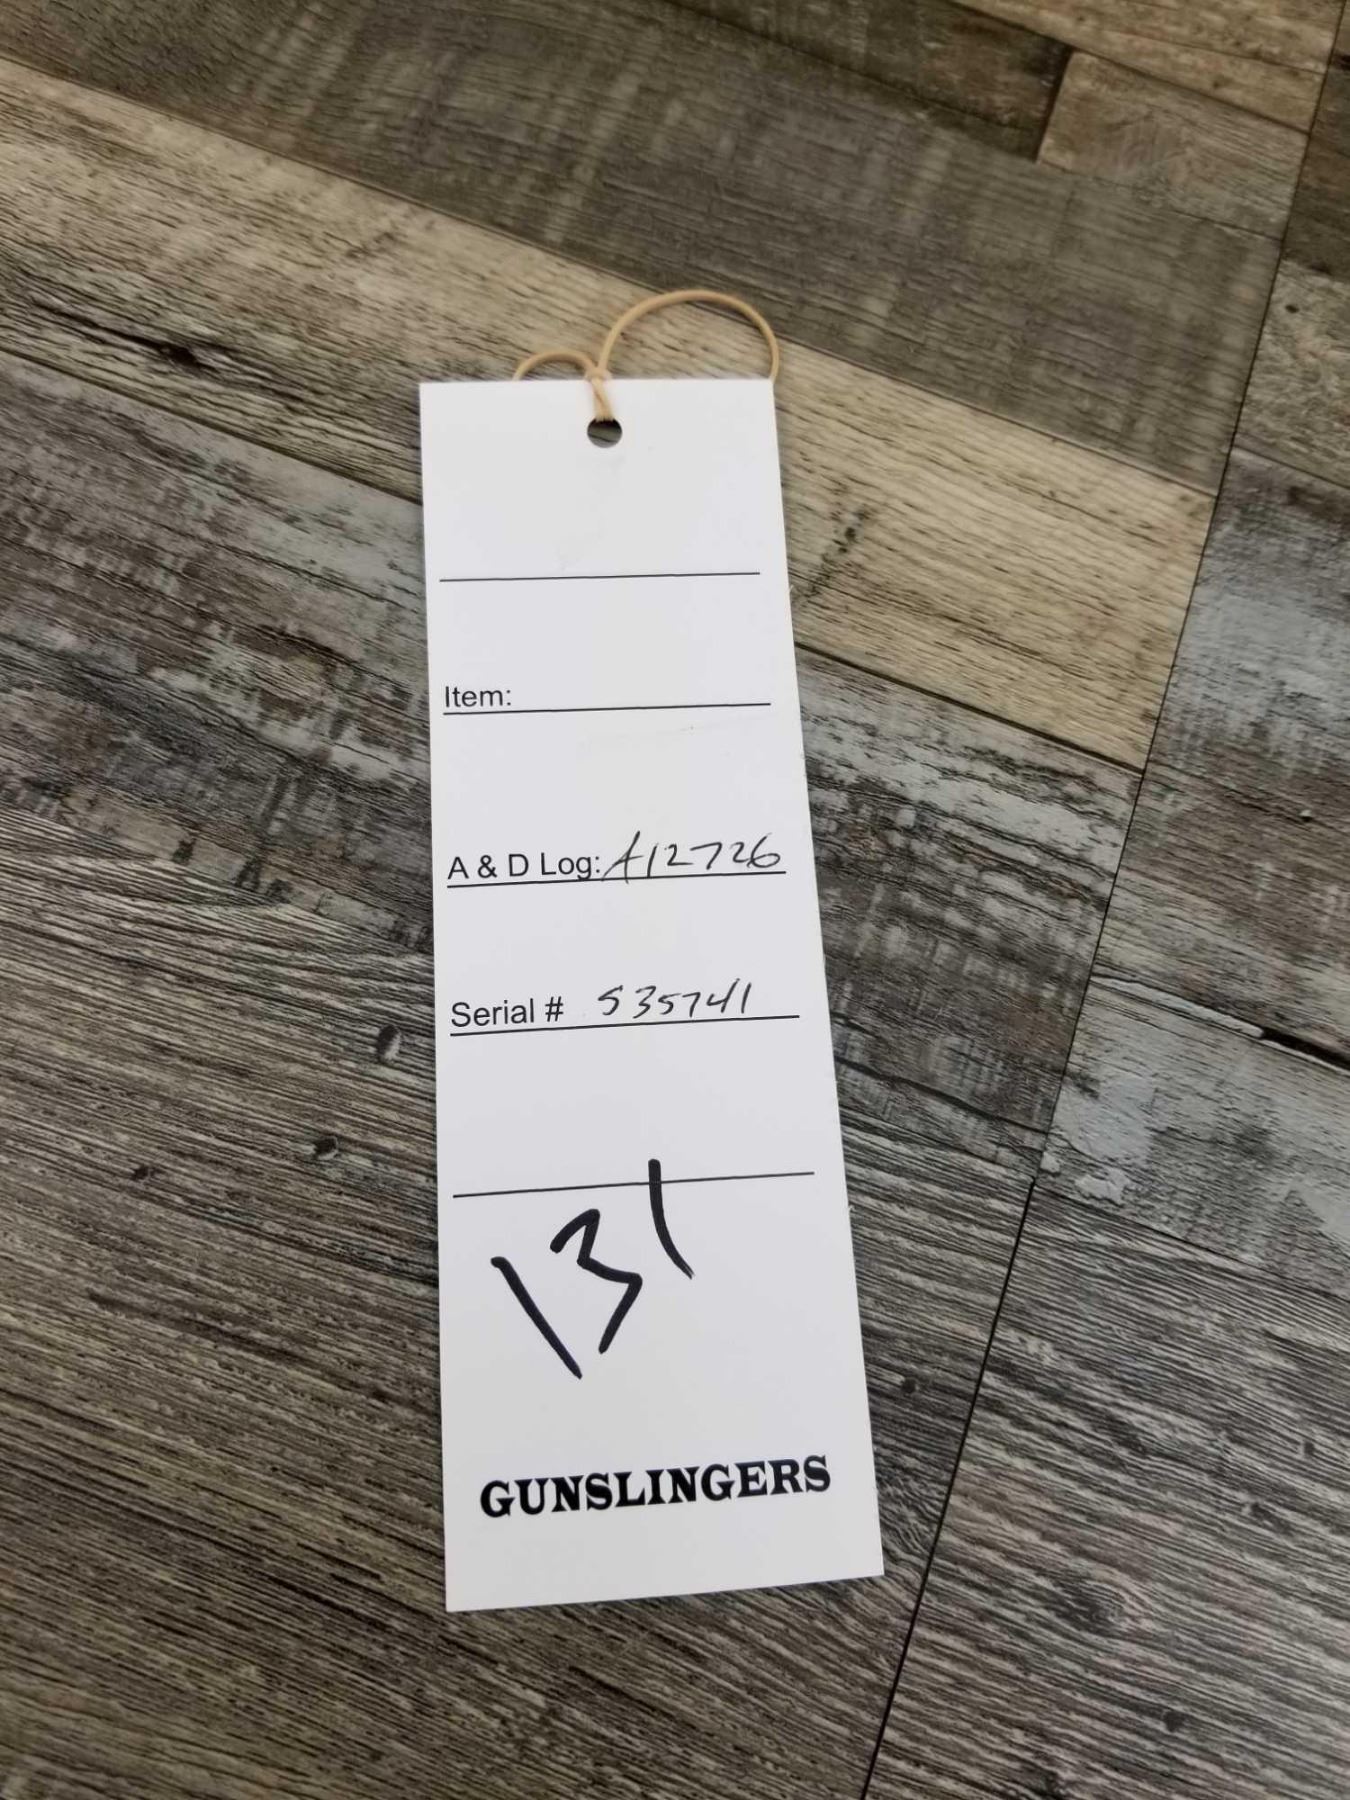 Item:
A & D Log: A12726
Serial # 535741
131
GUNSLINGERS